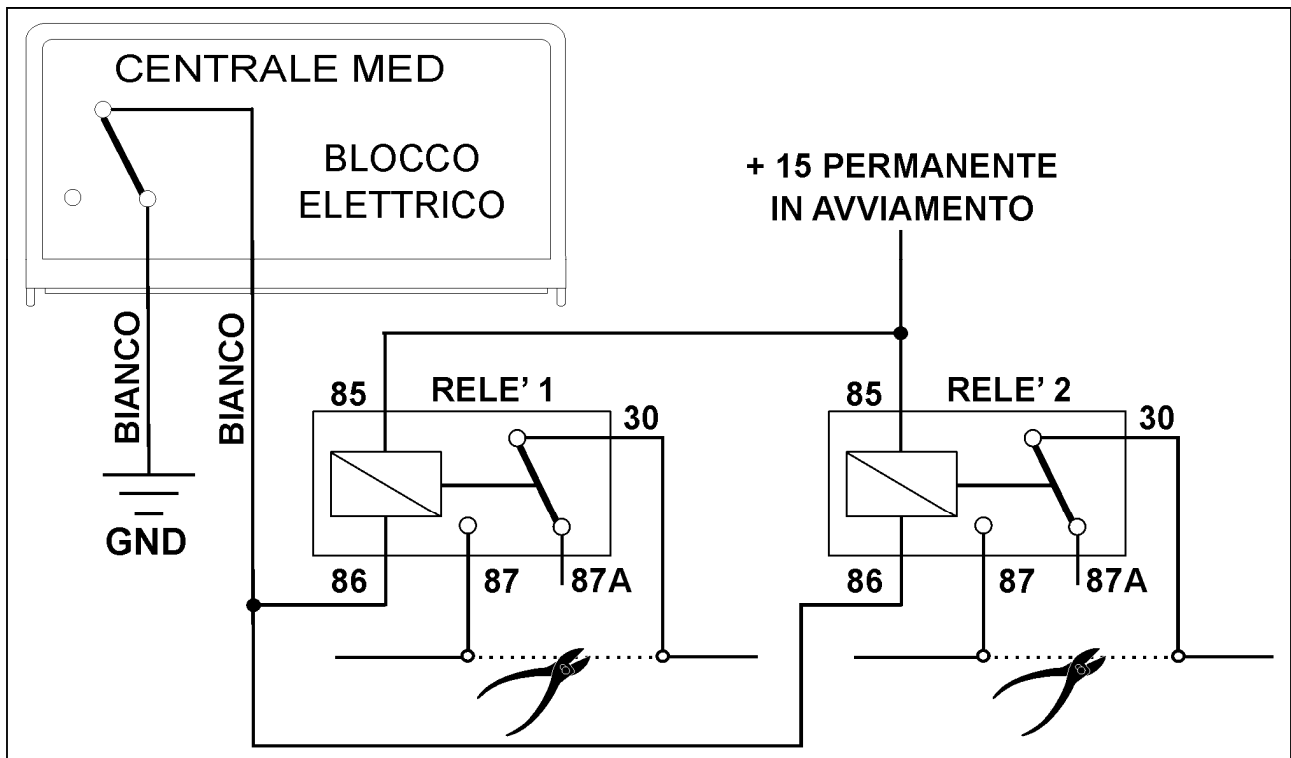 CENTRALE MED
BLOCCO
ELETTRICO
+ 15 PERMANENTE
IN AVVIAMENTO
BIANCO
BIANCO
GND
85
RELE' 1
30
86
87
87A
85
RELE' 2
30
86
87
87A